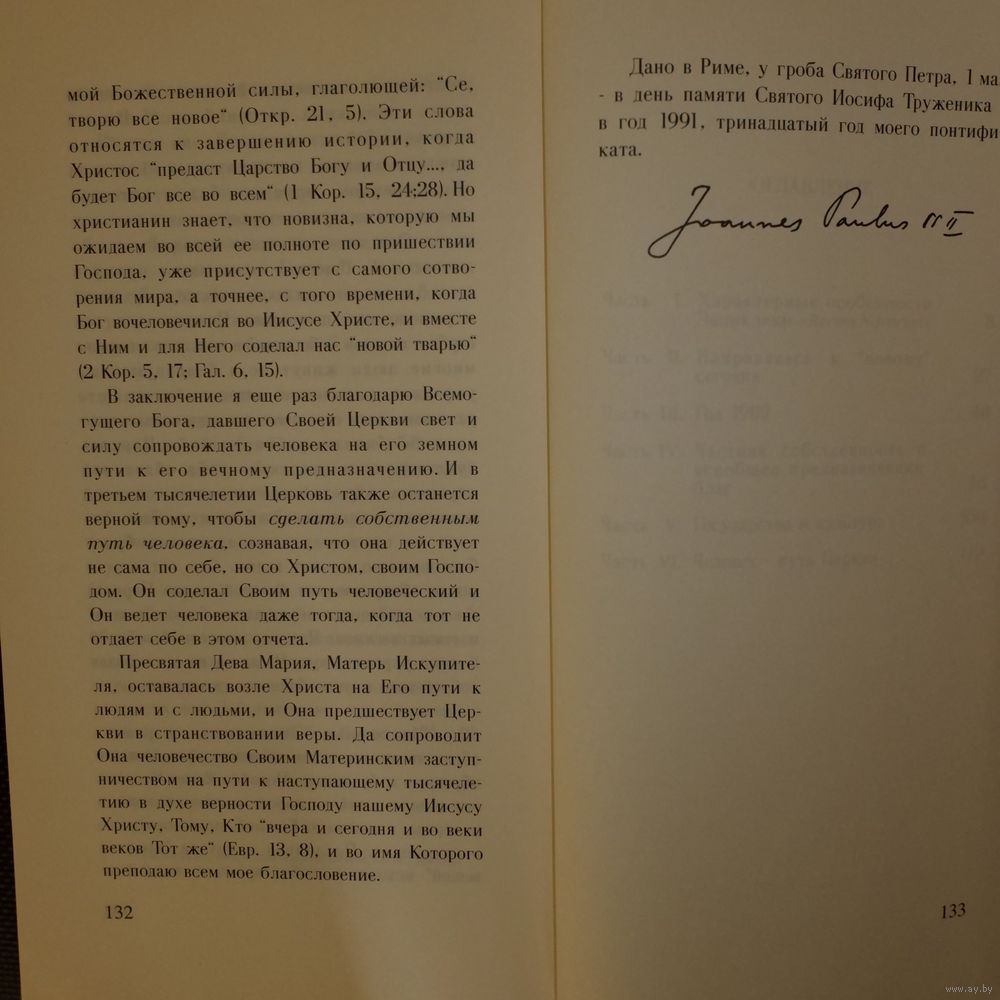 мой Божественной силы, глаголющей: “Се,
творю все новое“ (Откр. 21, 5). Эти слова
относятся к завершению истории, когда
Христос “предаст Царство Богу и Отцу..., да
будет Бог все во всем“ (1 Кор. 15, 24:28). Но
христианин знает, что новизна, которую мы
ожидаем во всей ее полноте по пришествии
Господа, уже присутствует с самого сотво-
рения мира, а точнее, с того времени, когда
Бог вочеловечился во Иисусе Христе, и вместе
с Ним и для Него соделал нас “новой тварью“
(2 Кор. 5, 17; Гал. 6, 15).
В заключение я еще раз благодарю Всемо-
гущего Бога, давшего Своей Церкви свет и
силу сопровождать человека на его земном
пути к его вечному предназначению. И в
третьем тысячелетии Церковь также останется
верной тому, чтобы сделать собственным
путь человека, сознавая, что она действует
не сама по себе, но со Христом, своим Госпо-
дом. Он соделал Своим путь человеческий и
Он ведет человека даже тогда, когда тот не
отдает себе в этом отчета.
Пресвятая Дева Мария, Матерь Искупите-
ля, оставалась возле Христа на Его пути к
людям и с людьми, и Она предшествует Цер-
кви в странствовании веры. Да сопроводит
Она человечество Своим Материнским заступ-
ничеством на пути к наступающему тысячеле-
тию в духе верности Господу нашему Иисусу
Христу, Тому, Кто “вчера и сегодня и во веки
веков Тот же“ (Евр. 13, 8), и во имя Которого
преподаю всем мое благословение.
132
Дано в Риме, у гроба Святого Петра, 1 ма
- в день памяти Святого Иосифа Труженика
в год 1991, тринадцатый год моего понтифи
ката.
Joannes Paulus PP II
133
www.ay.by